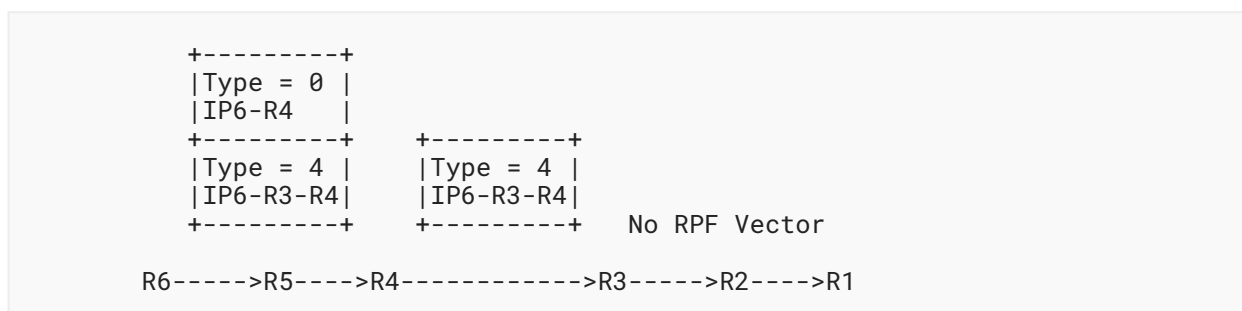 +---------+
|Type = 0 |
|IP6-R4   |
+---------+    +---------+
|Type = 4 |    |Type = 4 |
|IP6-R3-R4|    |IP6-R3-R4|
+---------+    +---------+   No RPF Vector
R6----->R5---->R4------------>R3----->R2---->R1